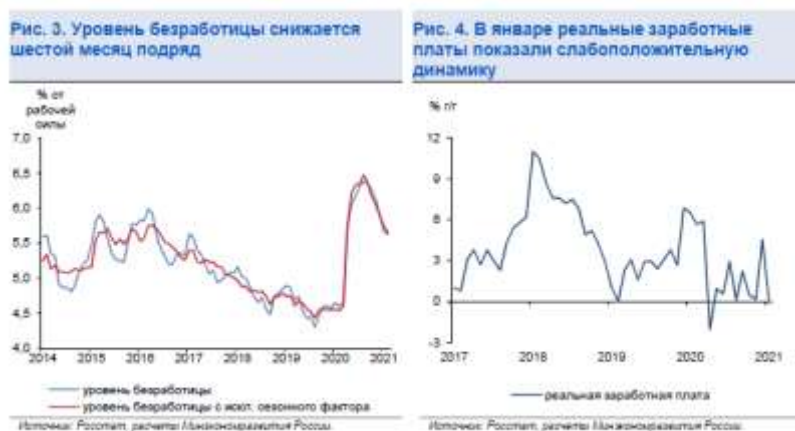 Рис. 3. Уровень безработицы снижается
шестой месяц подряд
% от
рабочей
силы
7,0
6,5
6,0
5,5
5,0
4,5
4,0
2014 2015 2016 2017 2018 2019 2020 2021
уровень безработицы
уровень безработицы с искл. сезонного фактора
Источник: Росстат, расчеты Минэкономразвития России.
Рис. 4. В январе реальные заработные
платы показали слабоположительную
динамику
% г/г
12
9
6
3
0
-3
2017 2018 2019 2020 2021
реальная заработная плата
Источник: Росстат, расчеты Минэкономразвития России.